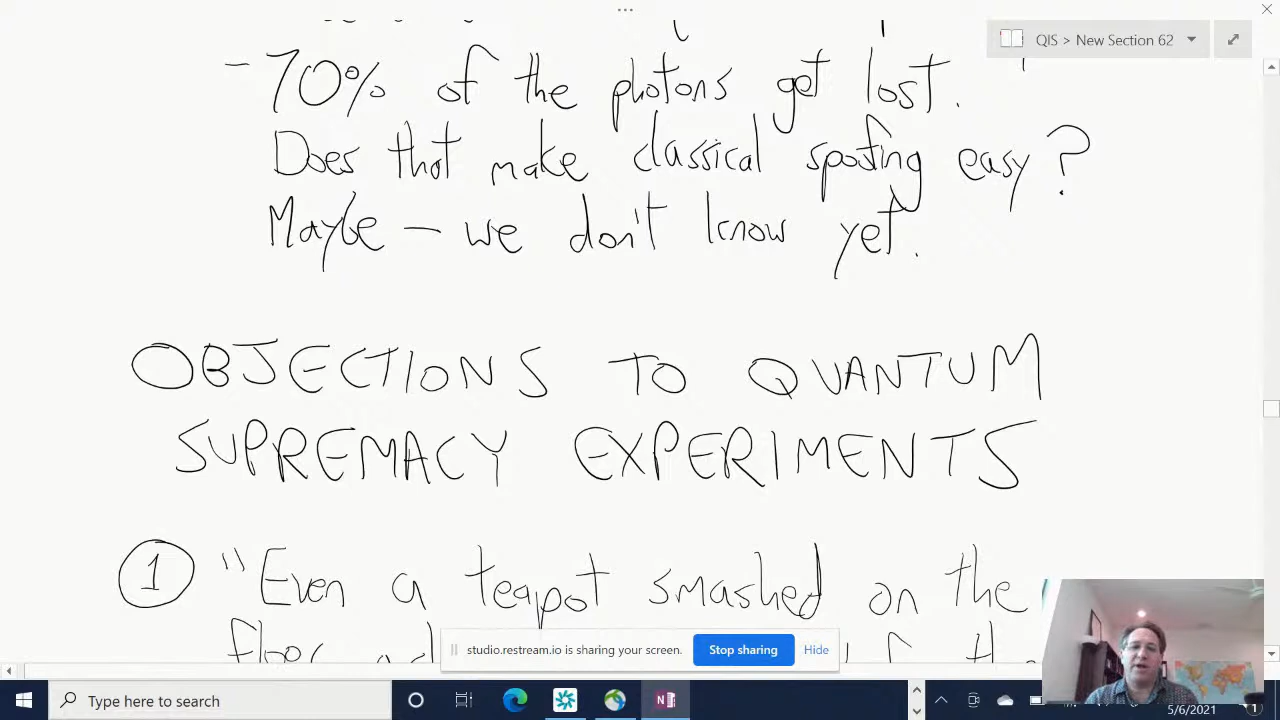 QIS > New Section 62
- 70% of the photons get lost.
Does that make classical spoofing easy?
Maybe - we don't know yet.
OBJECTIONS TO QUANTUM
SUPREMACY EXPERIMENTS
1 "Even a teapot smashed on the
studio.restream.io is sharing your screen. Stop sharing Hide
Type here to search
5/6/2021